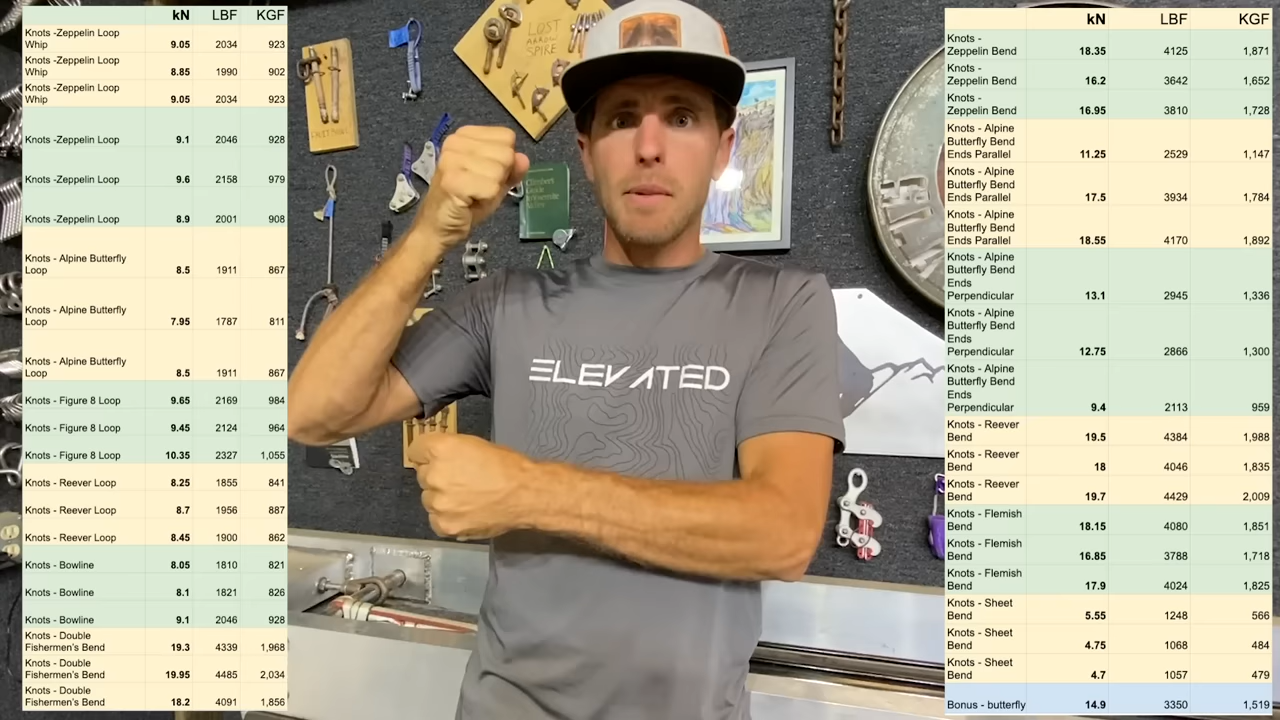 kN LBF KGF
Knots -Zeppelin Loop
Whip 9.05 2034 923
Knots -Zeppelin Loop
Whip 8.85 1990 902
Knots -Zeppelin Loop
Whip 9.05 2034 923
Knots -Zeppelin Loop 9.1 2046 928
Knots -Zeppelin Loop 9.6 2158 979
Knots -Zeppelin Loop 8.9 2001 908
Knots - Alpine Butterfly
Loop 8.5 1911 867
Knots - Alpine Butterfly
Loop 7.95 1787 811
Knots - Alpine Butterfly
Loop 8.5 1911 867
Knots - Figure 8 Loop 9.65 2169 984
Knots - Figure 8 Loop 9.45 2124 964
Knots - Figure 8 Loop 10.35 2327 1,055
Knots - Reever Loop 8.25 1855 841
Knots - Reever Loop 8.7 1956 887
Knots - Reever Loop 8.45 1900 862
Knots - Bowline 8.05 1810 821
Knots - Bowline 8.1 1821 826
Knots - Bowline 9.1 2046 928
Knots - Double
Fishermen's Bend 19.3 4339 1,968
Knots - Double
Fishermen's Bend 19.95 4485 2,034
Knots - Double
Fishermen's Bend 18.2 4091 1,856
LOST
ARROW
SPIRE
ELEVATED
kN LBF KGF
Knots -
Zeppelin Bend 18.35 4125 1,871
Knots -
Zeppelin Bend 16.2 3642 1,652
Knots -
Zeppelin Bend 16.95 3810 1,728
Knots - Alpine
Butterfly Bend
Ends Parallel 11.25 2529 1,147
Knots - Alpine
Butterfly Bend
Ends Parallel 17.5 3934 1,784
Knots - Alpine
Butterfly Bend
Ends Parallel 18.55 4170 1,892
Knots - Alpine
Butterfly Bend
Ends
Perpendicular 13.1 2945 1,336
Knots - Alpine
Butterfly Bend
Ends
Perpendicular 12.75 2866 1,300
Knots - Alpine
Butterfly Bend
Ends
Perpendicular 9.4 2113 959
Knots - Reever
Bend 19.5 4384 1,988
Knots - Reever
Bend 18 4046 1,835
Knots - Reever
Bend 19.7 4429 2,009
Knots - Flemish
Bend 18.15 4080 1,851
Knots - Flemish
Bend 16.85 3788 1,718
Knots - Flemish
Bend 17.9 4024 1,825
Knots - Sheet
Bend 5.55 1248 566
Knots - Sheet
Bend 4.75 1068 484
Knots - Sheet
Bend 4.7 1057 479
Bonus - butterfly 14.9 3350 1,519